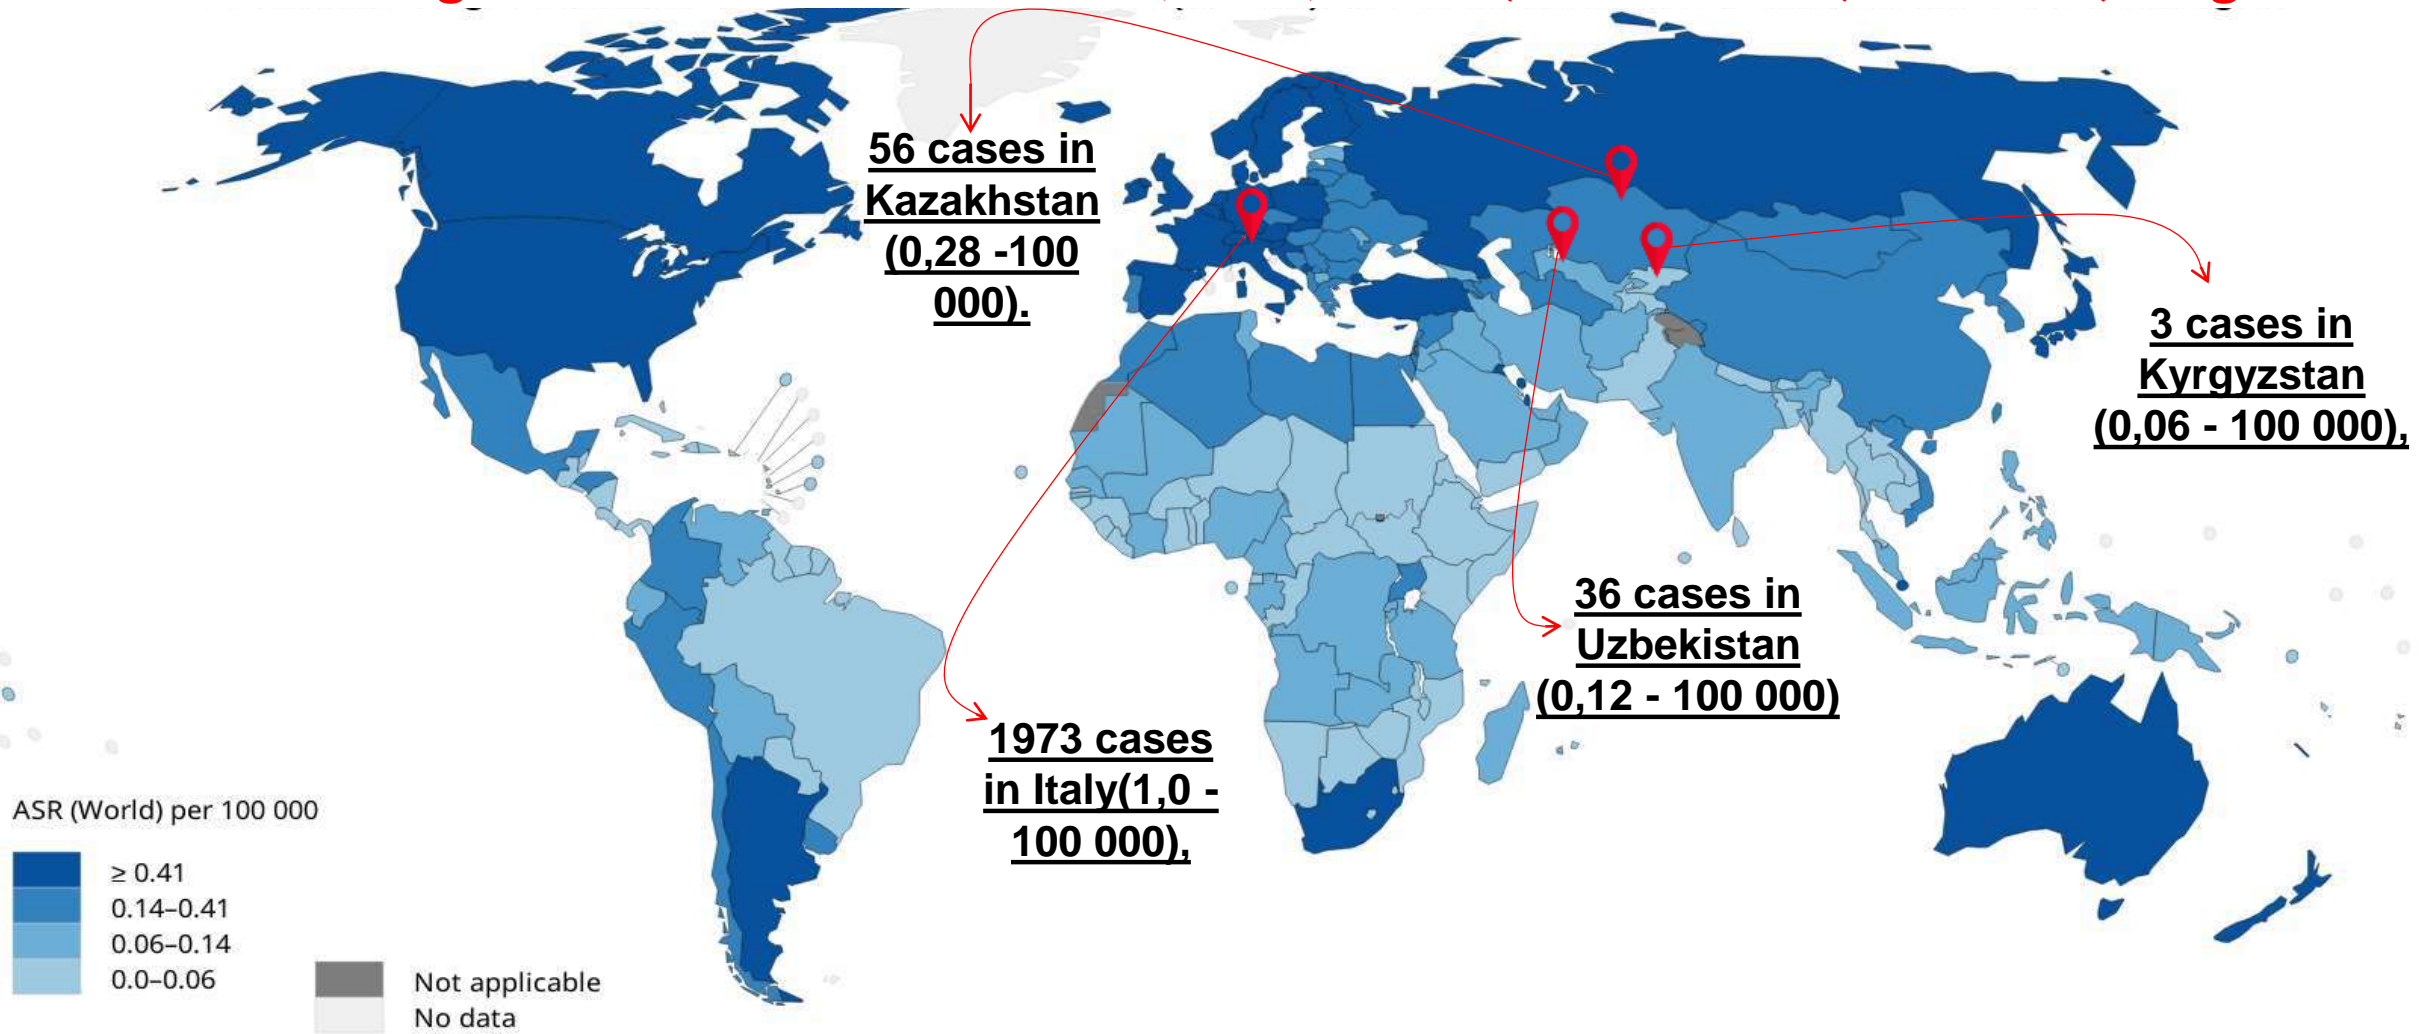 56 cases in
Kazakhstan
(0,28 -100
000).
3 cases in
Kyrgyzstan
(0,06 - 100 000),
36 cases in
Uzbekistan
(0,12 - 100 000)
1973 cases
in Italy(1,0 -
100 000),
ASR (World) per 100 000
≥ 0.41
0.14–0.41
0.06–0.14
0.0–0.06
Not applicable
No data